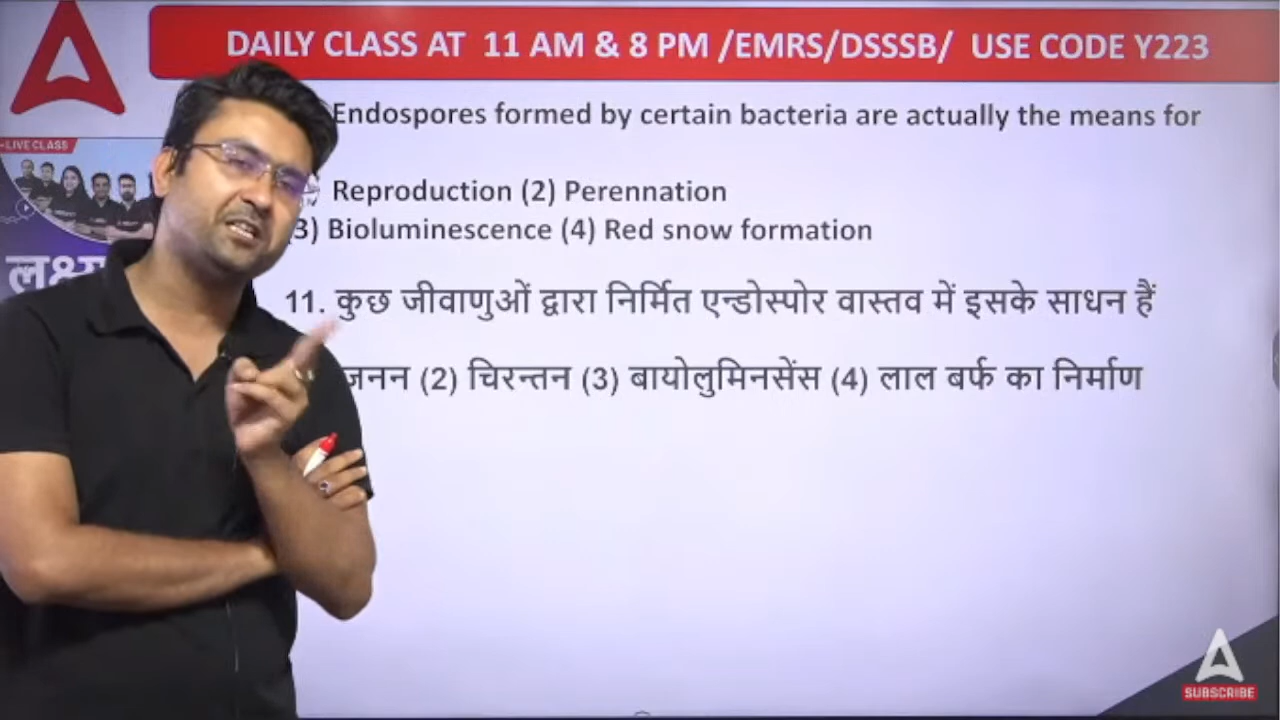 DAILY CLASS AT 11 AM & 8 PM /EMRS/DSSSB/ USE CODE Y223
LIVE CLASS
Endospores formed by certain bacteria are actually the means for
Reproduction (2) Perennation
3) Bioluminescence (4) Red snow formation
लक्ष्य
11. कुछ जीवाणुओं द्वारा निर्मित एन्डोस्पोर वास्तव में इसके साधन हैं
जनन (2) चिरन्तन (3) बायोलुमिनसेंस (4) लाल बर्फ का निर्माण
SUBSCRIBE